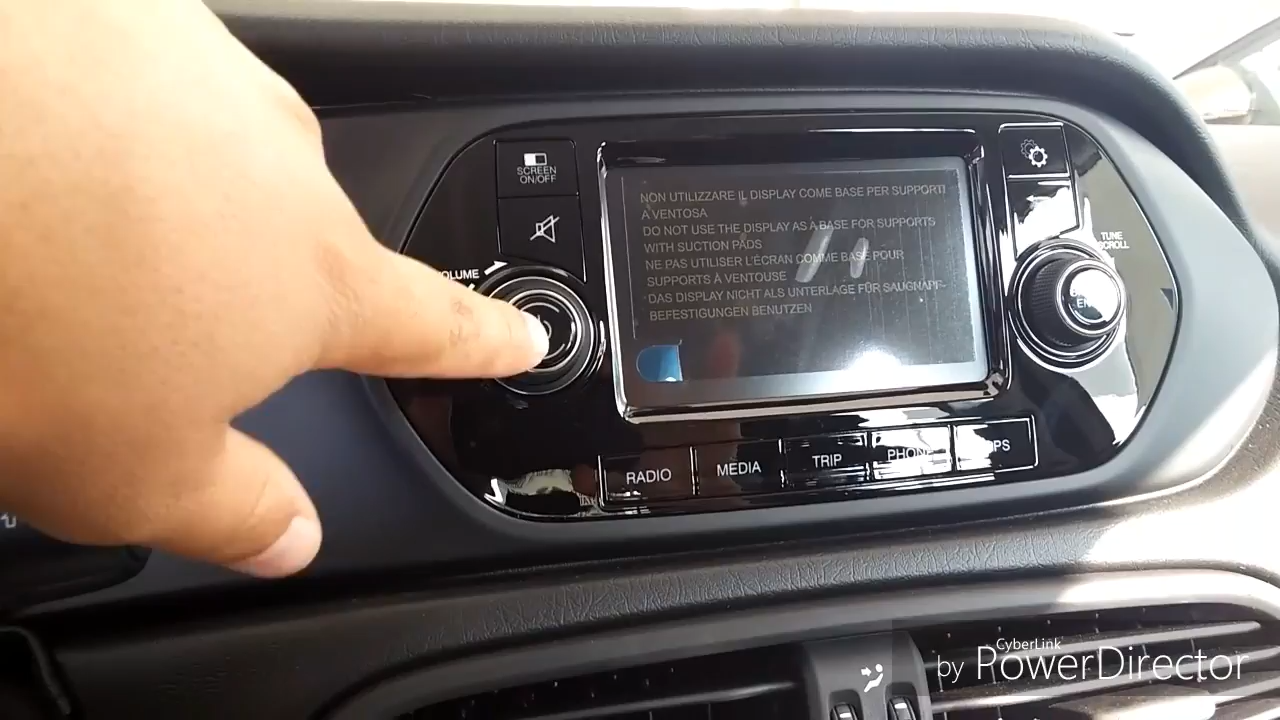 SCREEN
ON/OFF
VOLUME
NON UTILIZZARE IL DISPLAY COME BASE PER SUPPORTI
A VENTOSA
DO NOT USE THE DISPLAY AS A BASE FOR SUPPORTS
WITH SUCTION PADS
NE PAS UTILISER L'ÉCRAN COMME BASE POUR
SUPPORTS À VENTOUSE
DAS DISPLAY NICHT ALS UNTERLAGE FÜR SAUGNAPF-
BEFESTIGUNGEN BENUTZEN
TUNE
SCROLL
RADIO
MEDIA
TRIP
PHONE
CyberLink
by PowerDirector